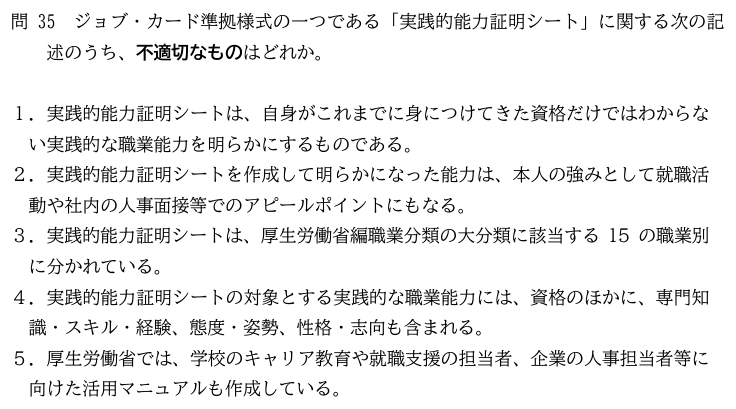 問 35 ジョブ・カード準拠様式の一つである「実践的能力証明シート」に関する次の記
述のうち、不適切なものはどれか。
１．実践的能力証明シートは、自身がこれまでに身につけてきた資格だけではわからな
い実践的な職業能力を明らかにするものである。
２．実践的能力証明シートを作成して明らかになった能力は、本人の強みとして就職活
動や社内の人事面接等でのアピールポイントにもなる。
３．実践的能力証明シートは、厚生労働省編職業分類の大分類に該当する 15 の職業別
に分かれている。
４．実践的能力証明シートの対象とする実践的な職業能力には、資格のほかに、専門知
識・スキル・経験、態度・姿勢、性格・志向も含まれる。
５．厚生労働省では、学校のキャリア教育や就職支援の担当者、企業の人事担当者等に
向けた活用マニュアルも作成している。